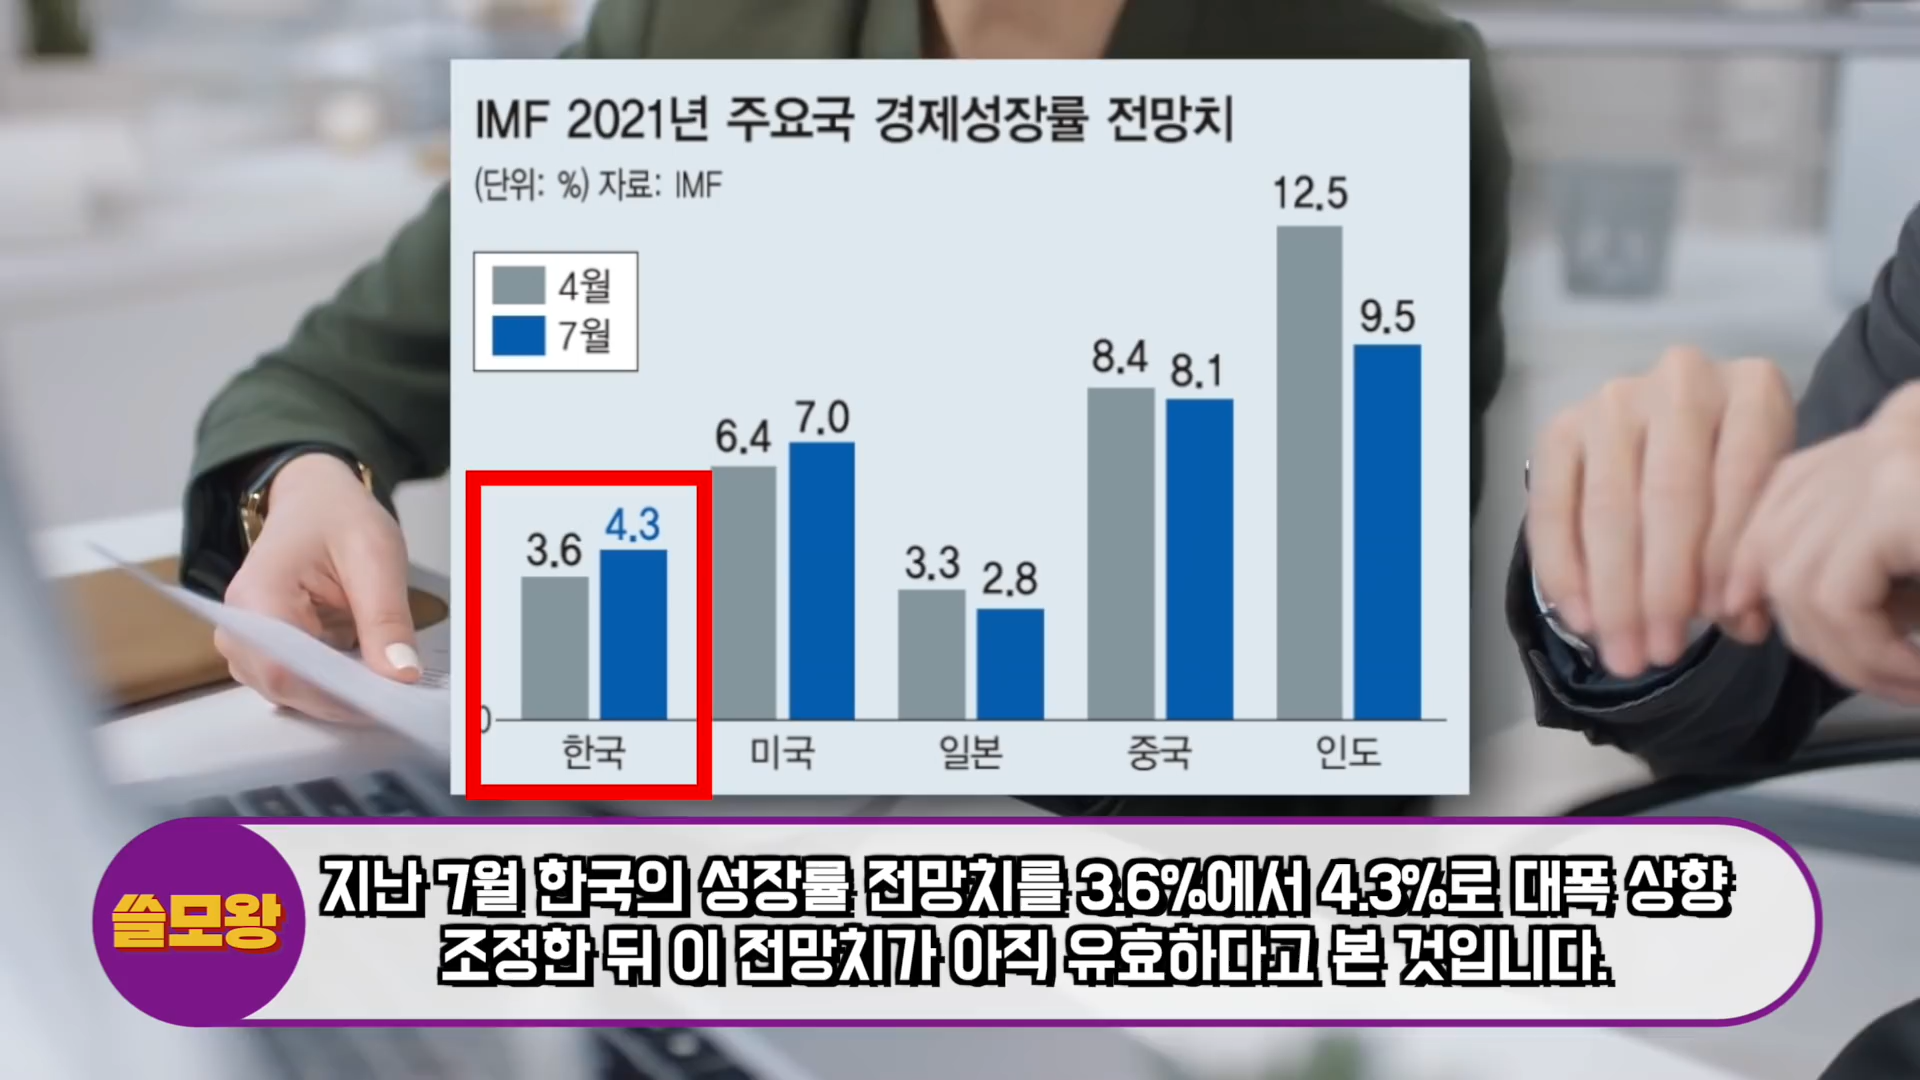 IMF 2021년 주요국 경제성장률 전망치
(단위: %) 자료: IMF
4월
7월
3.6
4.3
6.4
7.0
3.3
2.8
8.4
8.1
12.5
9.5
0
한국
미국
일본
중국
인도
쓸모왕
지난 7월 한국의 성장률 전망치를 3.6%에서 4.3%로 대폭 상향
조정한 뒤 이 전망치가 아직 유효하다고 본 것입니다.